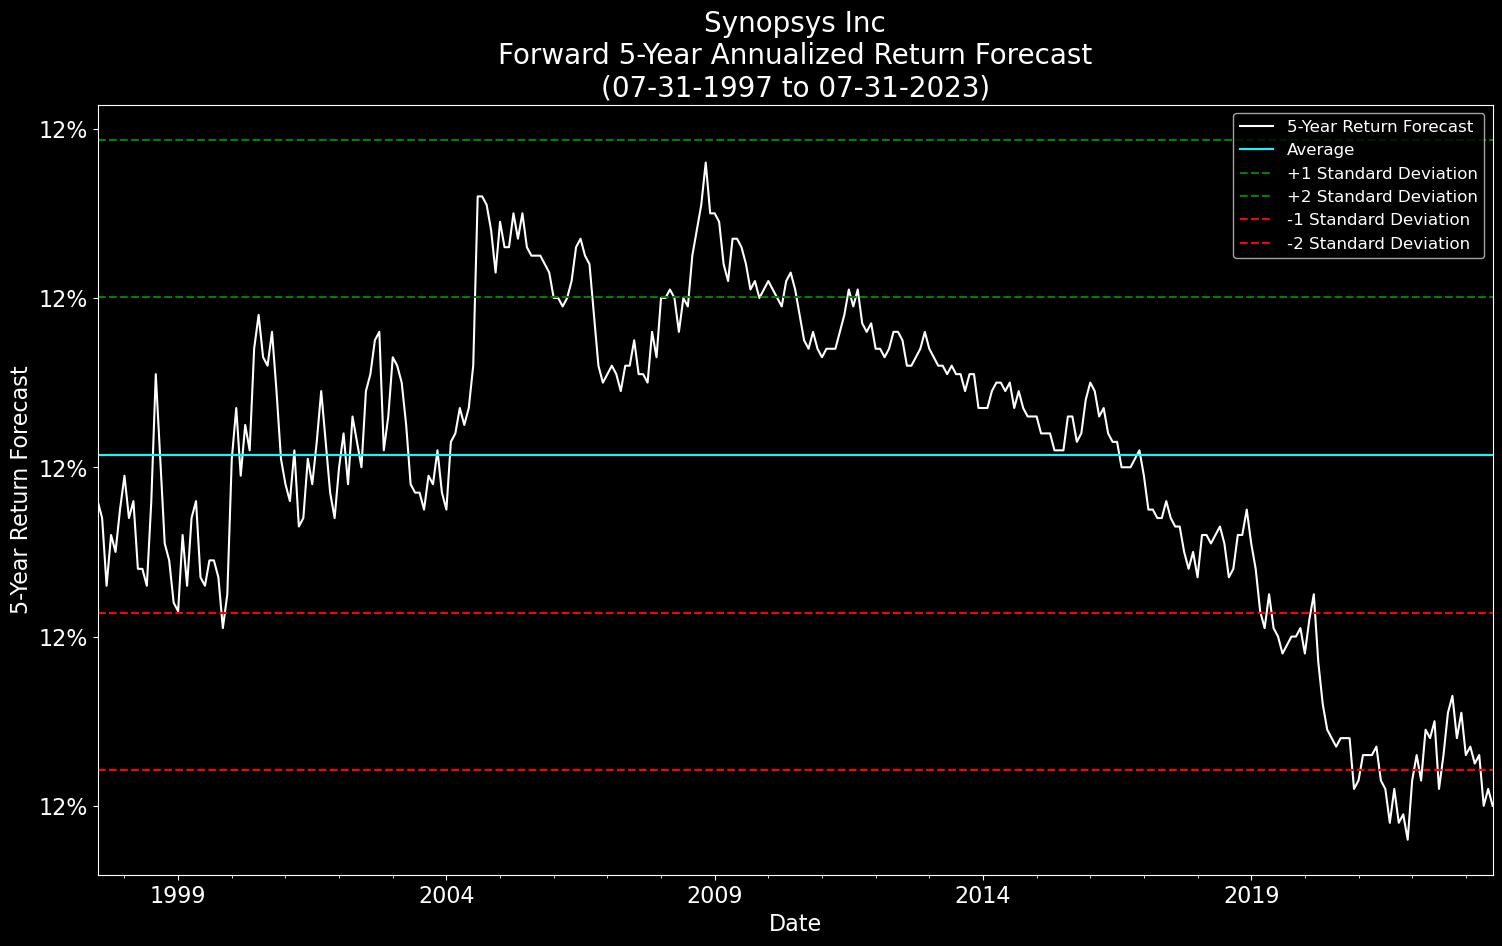 Synopsys Inc
Forward 5-Year Annualized Return Forecast
(07-31-1997 to 07-31-2023)
12%
12%
12%
12%
12%
5-Year Return Forecast
5-Year Return Forecast
Average
+1 Standard Deviation
+2 Standard Deviation
-1 Standard Deviation
-2 Standard Deviation
1999
2004
2009
2014
2019
Date